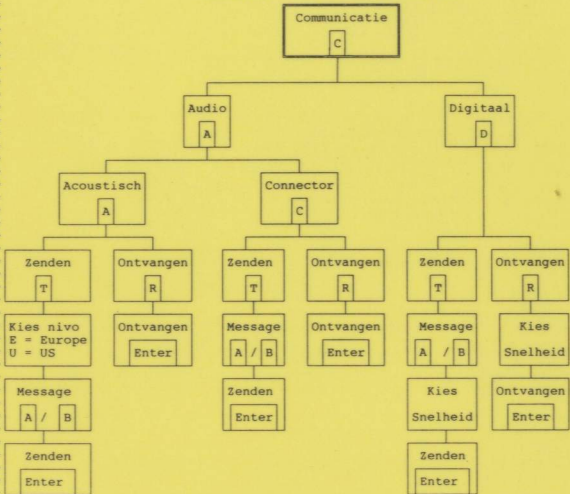 Communicatie
C
Audio
A
Digitaal
D
Acoustisch
A
Connector
C
Zenden
T
Ontvangen
R
Zenden
T
Ontvangen
R
Zenden
T
Ontvangen
R
Kies nivo
E = Europe
U = US
Ontvangen
Enter
Message
A / B
Ontvangen
Enter
Message
A / B
Kies
Snelheid
Message
A / B
Zenden
Enter
Kies
Snelheid
Ontvangen
Enter
Zenden
Enter
Zenden
Enter